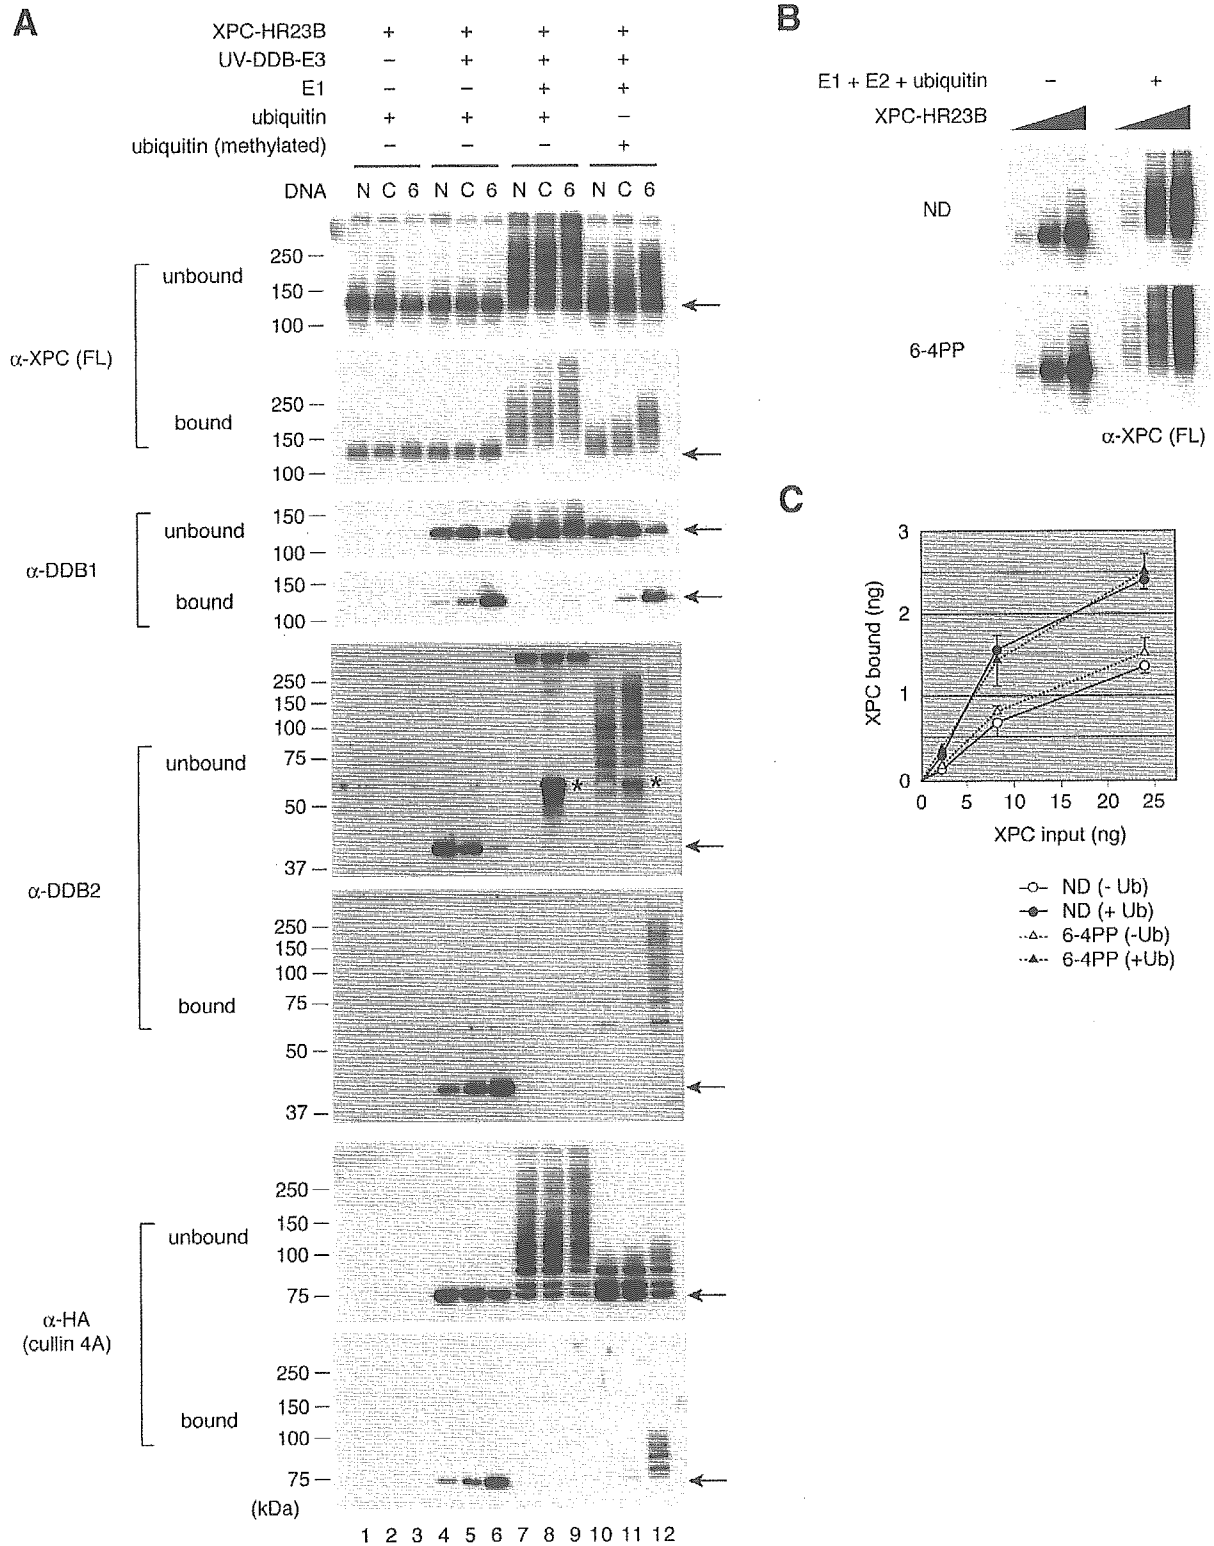 A
XPC-HR23B + + + +
UV-DDB-E3 – + + +
E1 – – + +
ubiquitin + + + –
ubiquitin (methylated) – – – +
DNA N C 6 N C 6 N C 6 N C 6
α-XPC (FL)
unbound
250
150
100
bound
250
150
100
α-DDB1
unbound
150
100
bound
150
100
α-DDB2
unbound
250
150
100
75
50
37
* *
bound
250
150
100
75
50
37
α-HA
(cullin 4A)
unbound
250
150
100
75
bound
250
150
100
75
(kDa)
1 2 3 4 5 6 7 8 9 10 11 12
B
E1 + E2 + ubiquitin – +
XPC-HR23B
ND
6-4PP
α-XPC (FL)
C
XPC bound (ng)
3
2
1
0
0 5 10 15 20 25
XPC input (ng)
ND (- Ub)
ND (+ Ub)
6-4PP (-Ub)
6-4PP (+Ub)